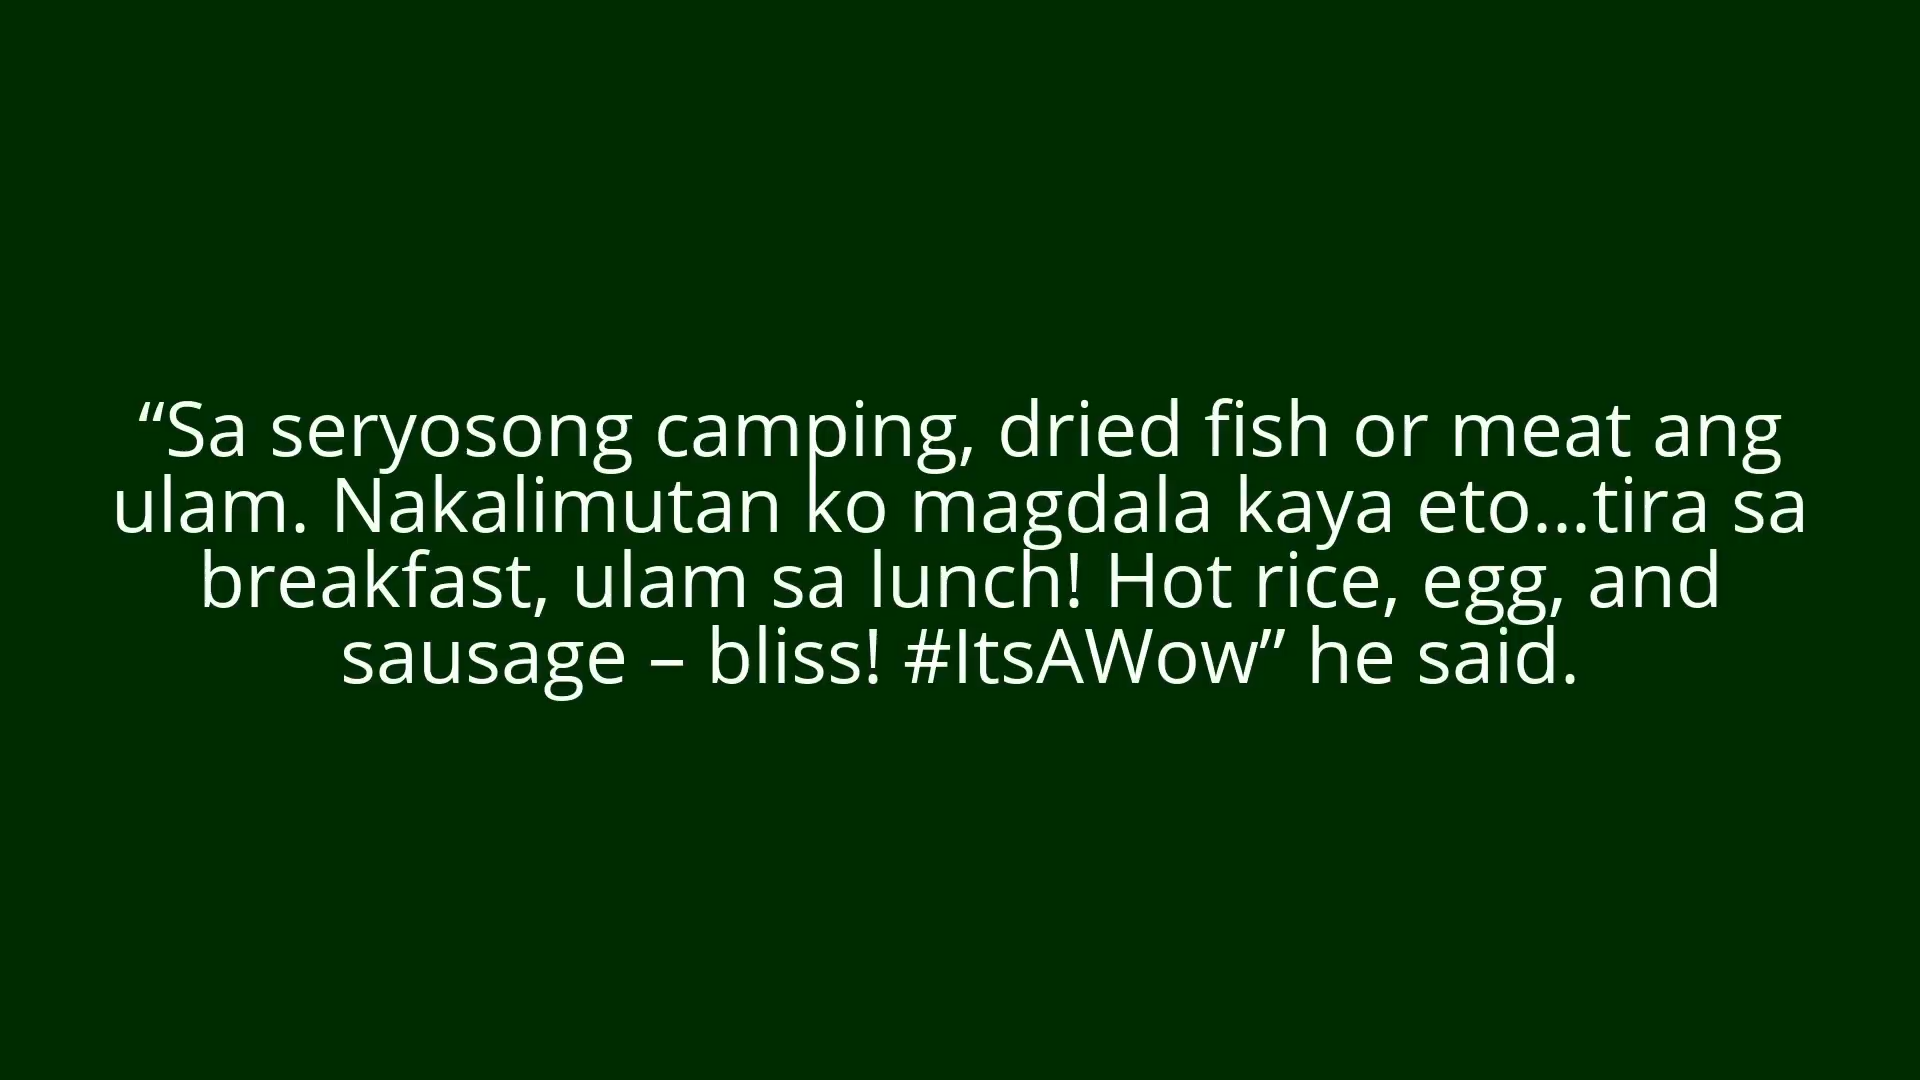 “Sa seryosong camping, dried fish or meat ang
ulam. Nakalimutan ko magdala kaya eto...tira sa
breakfast, ulam sa lunch! Hot rice, egg, and
sausage – bliss! #ItsAWow” he said.